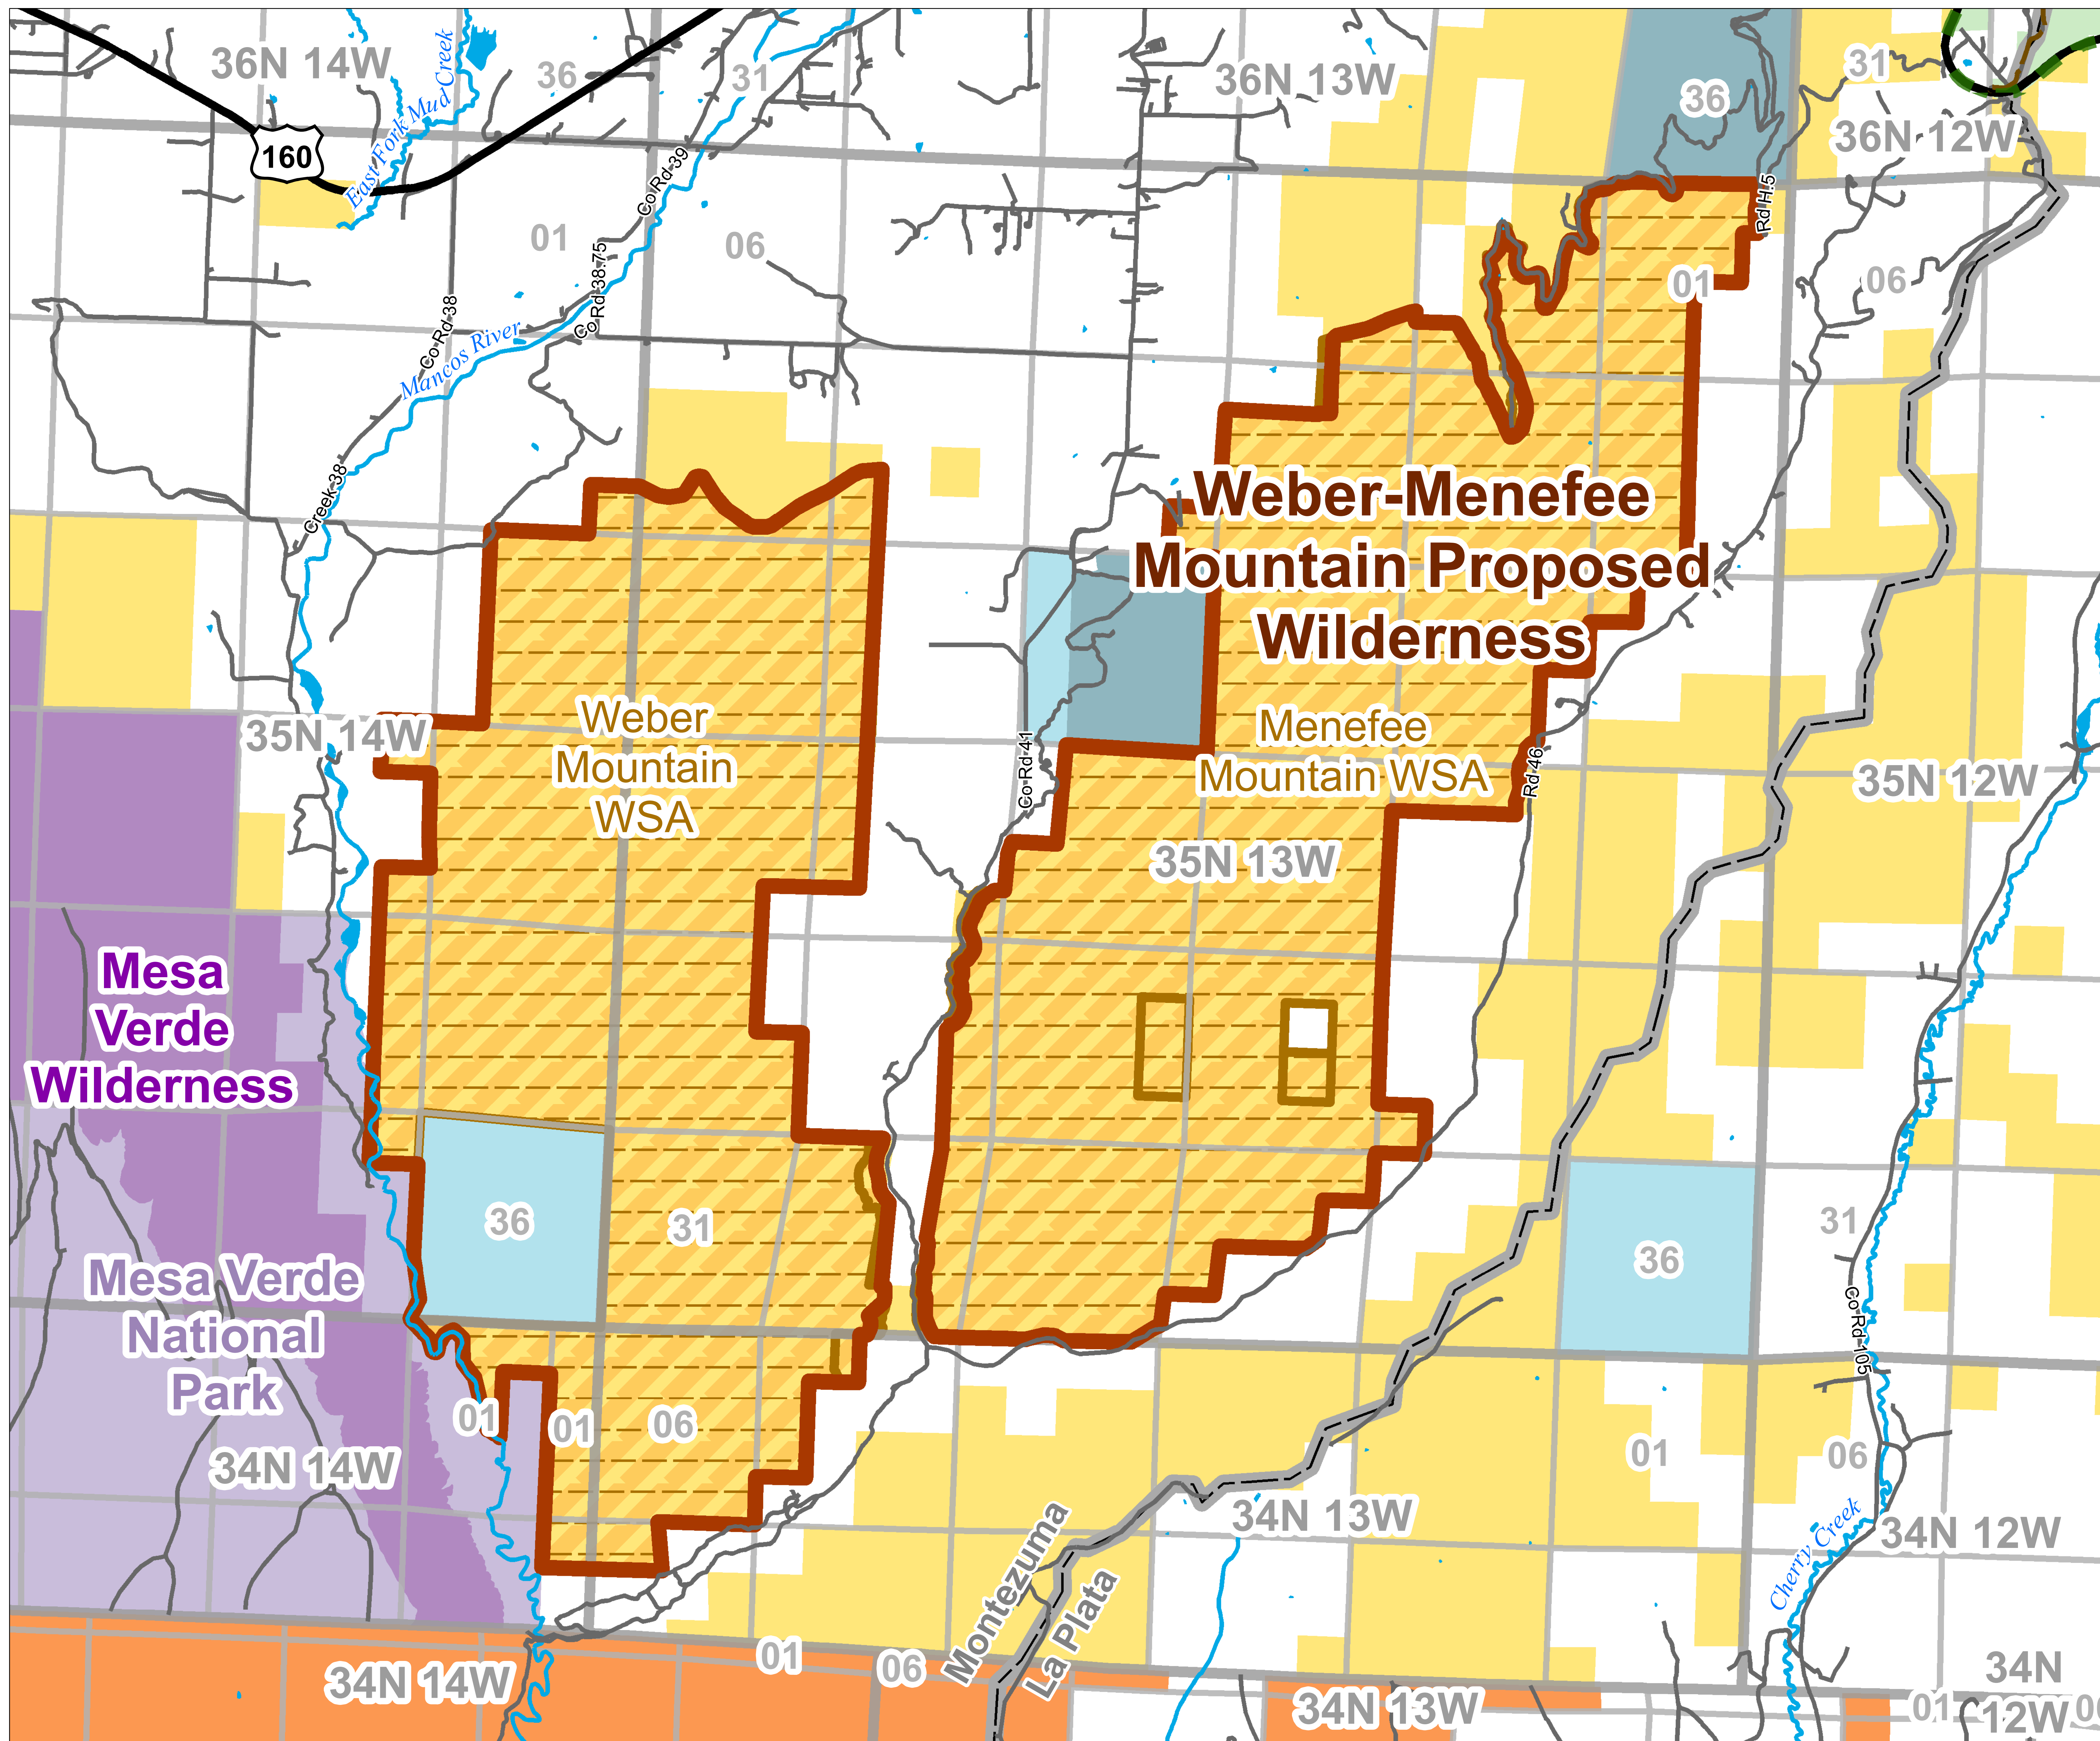 36N 14W
36
31
36N 13W
36
31
36N 12W
160
East Fork Mud Creek
Co Rd 39
Rd H.5
01
06
Co Rd 38.75
01
06
Co Rd 38
Mancos River
Creek 38
Weber-Menefee
Mountain Proposed
Wilderness
35N 14W
Weber
Mountain
WSA
Menefee
Mountain WSA
Co Rd 41
Rd 46
35N 12W
35N 13W
Mesa
Verde
Wilderness
36
31
36
31
Mesa Verde
National
Park
Co Rd 105
01
01
06
01
06
34N 14W
34N 13W
34N 12W
Cherry Creek
Montezuma
La Plata
01
06
34N 14W
34N 13W
34N
12W
01